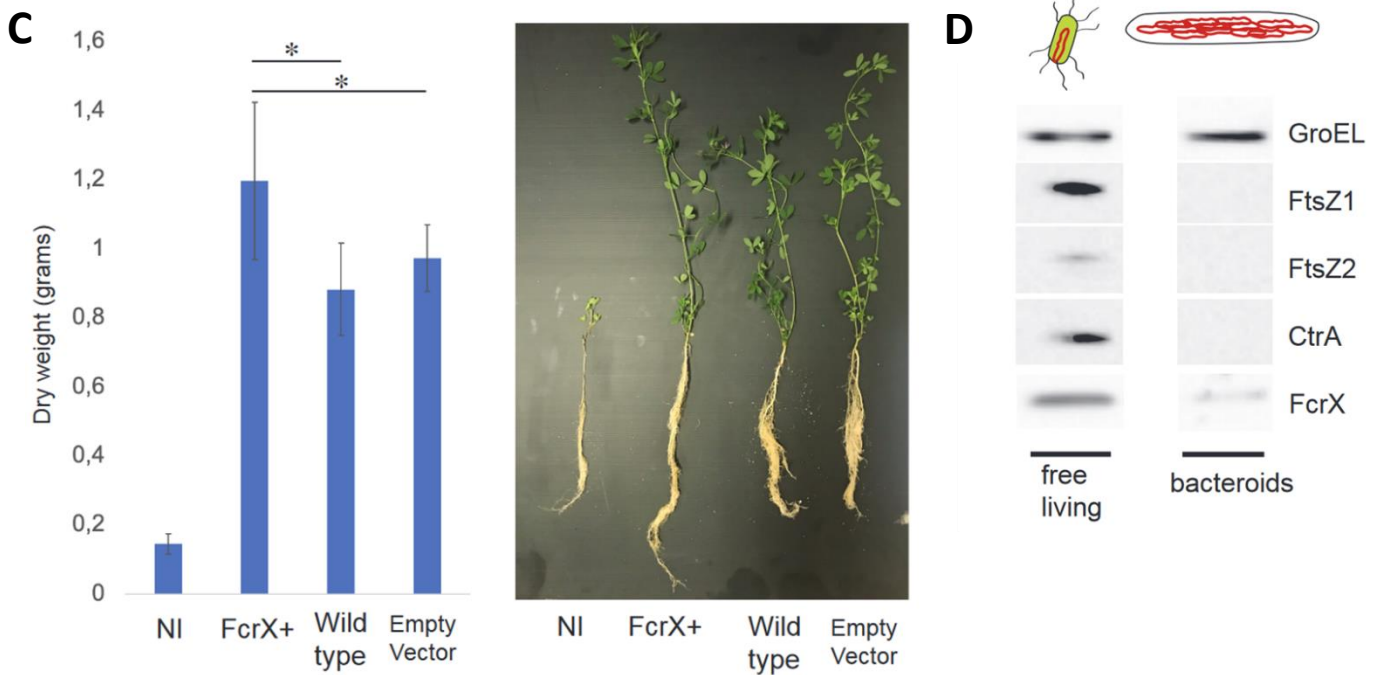 C
1,6
1,4
1,2
1
0,8
0,6
0,4
0,2
0
Dry weight (grams)
*
*
NI
FcrX+
Wild
type
Empty
Vector
NI
FcrX+
Wild
type
Empty
Vector
D
GroEL
FtsZ1
FtsZ2
CtrA
FcrX
free
living
bacteroids